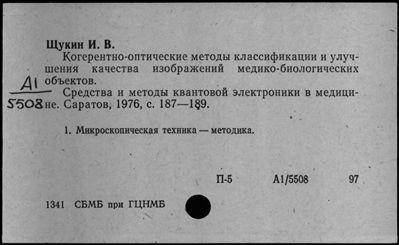 Щукин И. В.
Когерентно-оптические методы классификации и улуч-
шения качества изображений медико-биологических
А1 объектов.
Средства и методы квантовой электроники в медици-
5508 не. Саратов, 1976, с. 187—189.
1. Микроскопическая техника — методика.
П-5 А1/5508 97
1341 СБМБ при ГЦНМБ